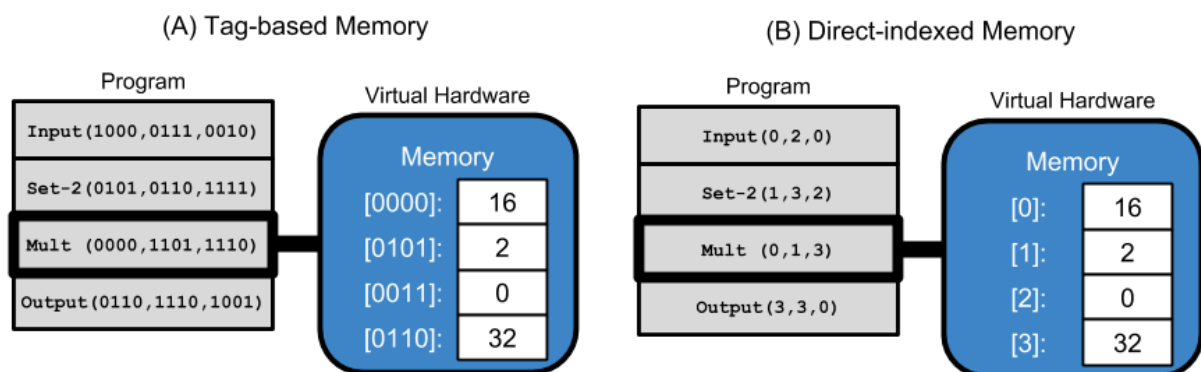 (A) Tag-based Memory
Program
Input(1000,0111,0010)
Set-2(0101,0110,1111)
Mult (0000,1101,1110)
Output(0110,1110,1001)
Virtual Hardware
Memory
[0000]: 16
[0101]: 2
[0011]: 0
[0110]: 32
(B) Direct-indexed Memory
Program
Input(0,2,0)
Set-2(1,3,2)
Mult (0,1,3)
Output(3,3,0)
Virtual Hardware
Memory
[0]: 16
[1]: 2
[2]: 0
[3]: 32